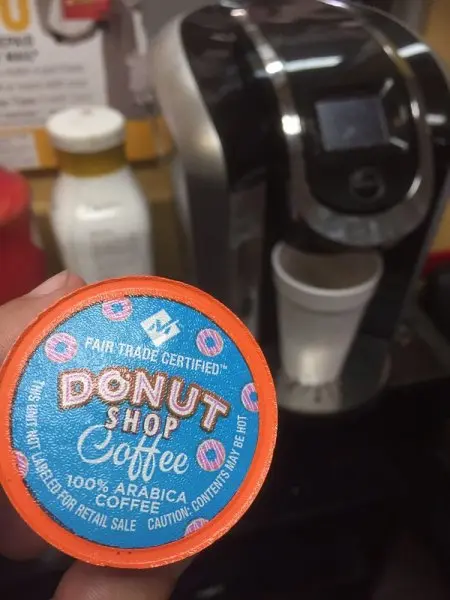 FAIR TRADE CERTIFIED™
DONUT
SHOP
Coffee
100% ARABICA
COFFEE
THIS UNIT NOT LABELED FOR RETAIL SALE
CAUTION: CONTENTS MAY BE HOT